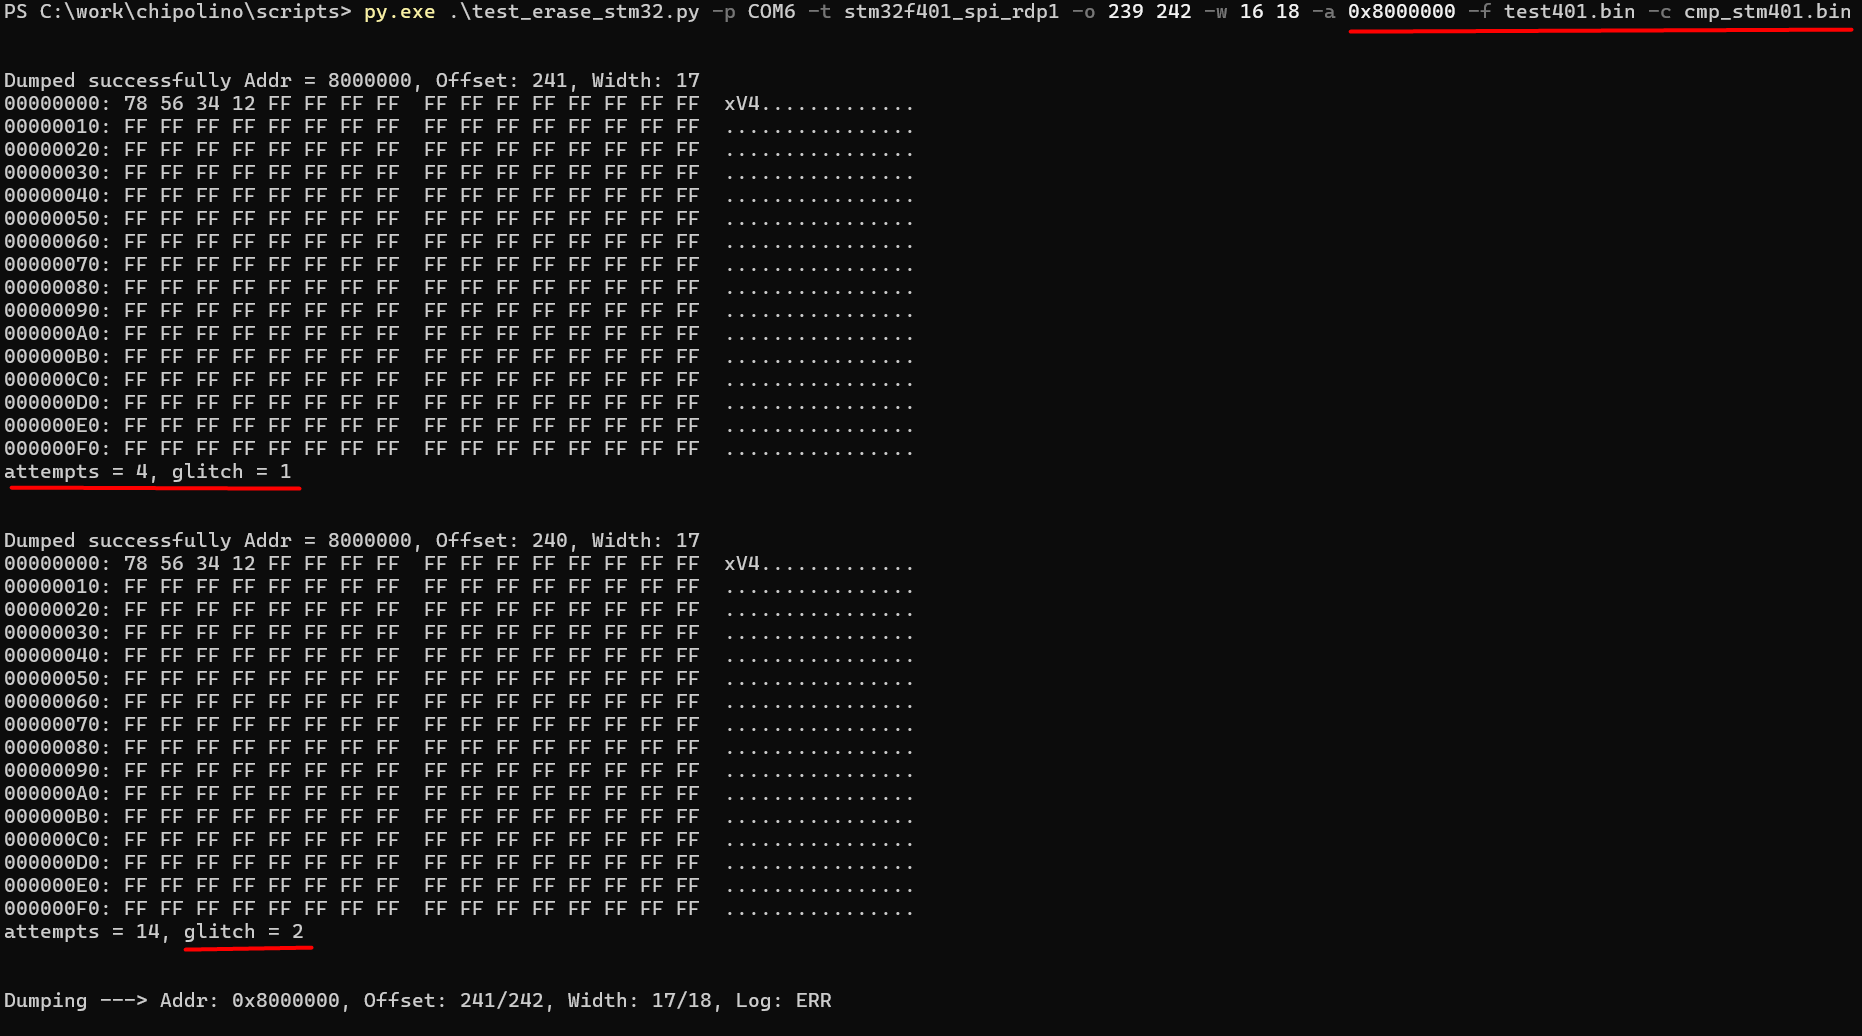 PS C:\work\chipolino\scripts> py.exe .\test_erase_stm32.py -p COM6 -t stm32f401_spi_rdp1 -o 239 242 -w 16 18 -a 0x8000000 -f test401.bin -c cmp_stm401.bin
Dumped successfully Addr = 8000000, Offset: 241, Width: 17
00000000: 78 56 34 12 FF FF FF FF  FF FF FF FF FF FF FF FF  xV4.............
00000010: FF FF FF FF FF FF FF FF  FF FF FF FF FF FF FF FF  ................
00000020: FF FF FF FF FF FF FF FF  FF FF FF FF FF FF FF FF  ................
00000030: FF FF FF FF FF FF FF FF  FF FF FF FF FF FF FF FF  ................
00000040: FF FF FF FF FF FF FF FF  FF FF FF FF FF FF FF FF  ................
00000050: FF FF FF FF FF FF FF FF  FF FF FF FF FF FF FF FF  ................
00000060: FF FF FF FF FF FF FF FF  FF FF FF FF FF FF FF FF  ................
00000070: FF FF FF FF FF FF FF FF  FF FF FF FF FF FF FF FF  ................
00000080: FF FF FF FF FF FF FF FF  FF FF FF FF FF FF FF FF  ................
00000090: FF FF FF FF FF FF FF FF  FF FF FF FF FF FF FF FF  ................
000000A0: FF FF FF FF FF FF FF FF  FF FF FF FF FF FF FF FF  ................
000000B0: FF FF FF FF FF FF FF FF  FF FF FF FF FF FF FF FF  ................
000000C0: FF FF FF FF FF FF FF FF  FF FF FF FF FF FF FF FF  ................
000000D0: FF FF FF FF FF FF FF FF  FF FF FF FF FF FF FF FF  ................
000000E0: FF FF FF FF FF FF FF FF  FF FF FF FF FF FF FF FF  ................
000000F0: FF FF FF FF FF FF FF FF  FF FF FF FF FF FF FF FF  ................
attempts = 4, glitch = 1
Dumped successfully Addr = 8000000, Offset: 240, Width: 17
00000000: 78 56 34 12 FF FF FF FF  FF FF FF FF FF FF FF FF  xV4.............
00000010: FF FF FF FF FF FF FF FF  FF FF FF FF FF FF FF FF  ................
00000020: FF FF FF FF FF FF FF FF  FF FF FF FF FF FF FF FF  ................
00000030: FF FF FF FF FF FF FF FF  FF FF FF FF FF FF FF FF  ................
00000040: FF FF FF FF FF FF FF FF  FF FF FF FF FF FF FF FF  ................
00000050: FF FF FF FF FF FF FF FF  FF FF FF FF FF FF FF FF  ................
00000060: FF FF FF FF FF FF FF FF  FF FF FF FF FF FF FF FF  ................
00000070: FF FF FF FF FF FF FF FF  FF FF FF FF FF FF FF FF  ................
00000080: FF FF FF FF FF FF FF FF  FF FF FF FF FF FF FF FF  ................
00000090: FF FF FF FF FF FF FF FF  FF FF FF FF FF FF FF FF  ................
000000A0: FF FF FF FF FF FF FF FF  FF FF FF FF FF FF FF FF  ................
000000B0: FF FF FF FF FF FF FF FF  FF FF FF FF FF FF FF FF  ................
000000C0: FF FF FF FF FF FF FF FF  FF FF FF FF FF FF FF FF  ................
000000D0: FF FF FF FF FF FF FF FF  FF FF FF FF FF FF FF FF  ................
000000E0: FF FF FF FF FF FF FF FF  FF FF FF FF FF FF FF FF  ................
000000F0: FF FF FF FF FF FF FF FF  FF FF FF FF FF FF FF FF  ................
attempts = 14, glitch = 2
Dumping ---> Addr: 0x8000000, Offset: 241/242, Width: 17/18, Log: ERR